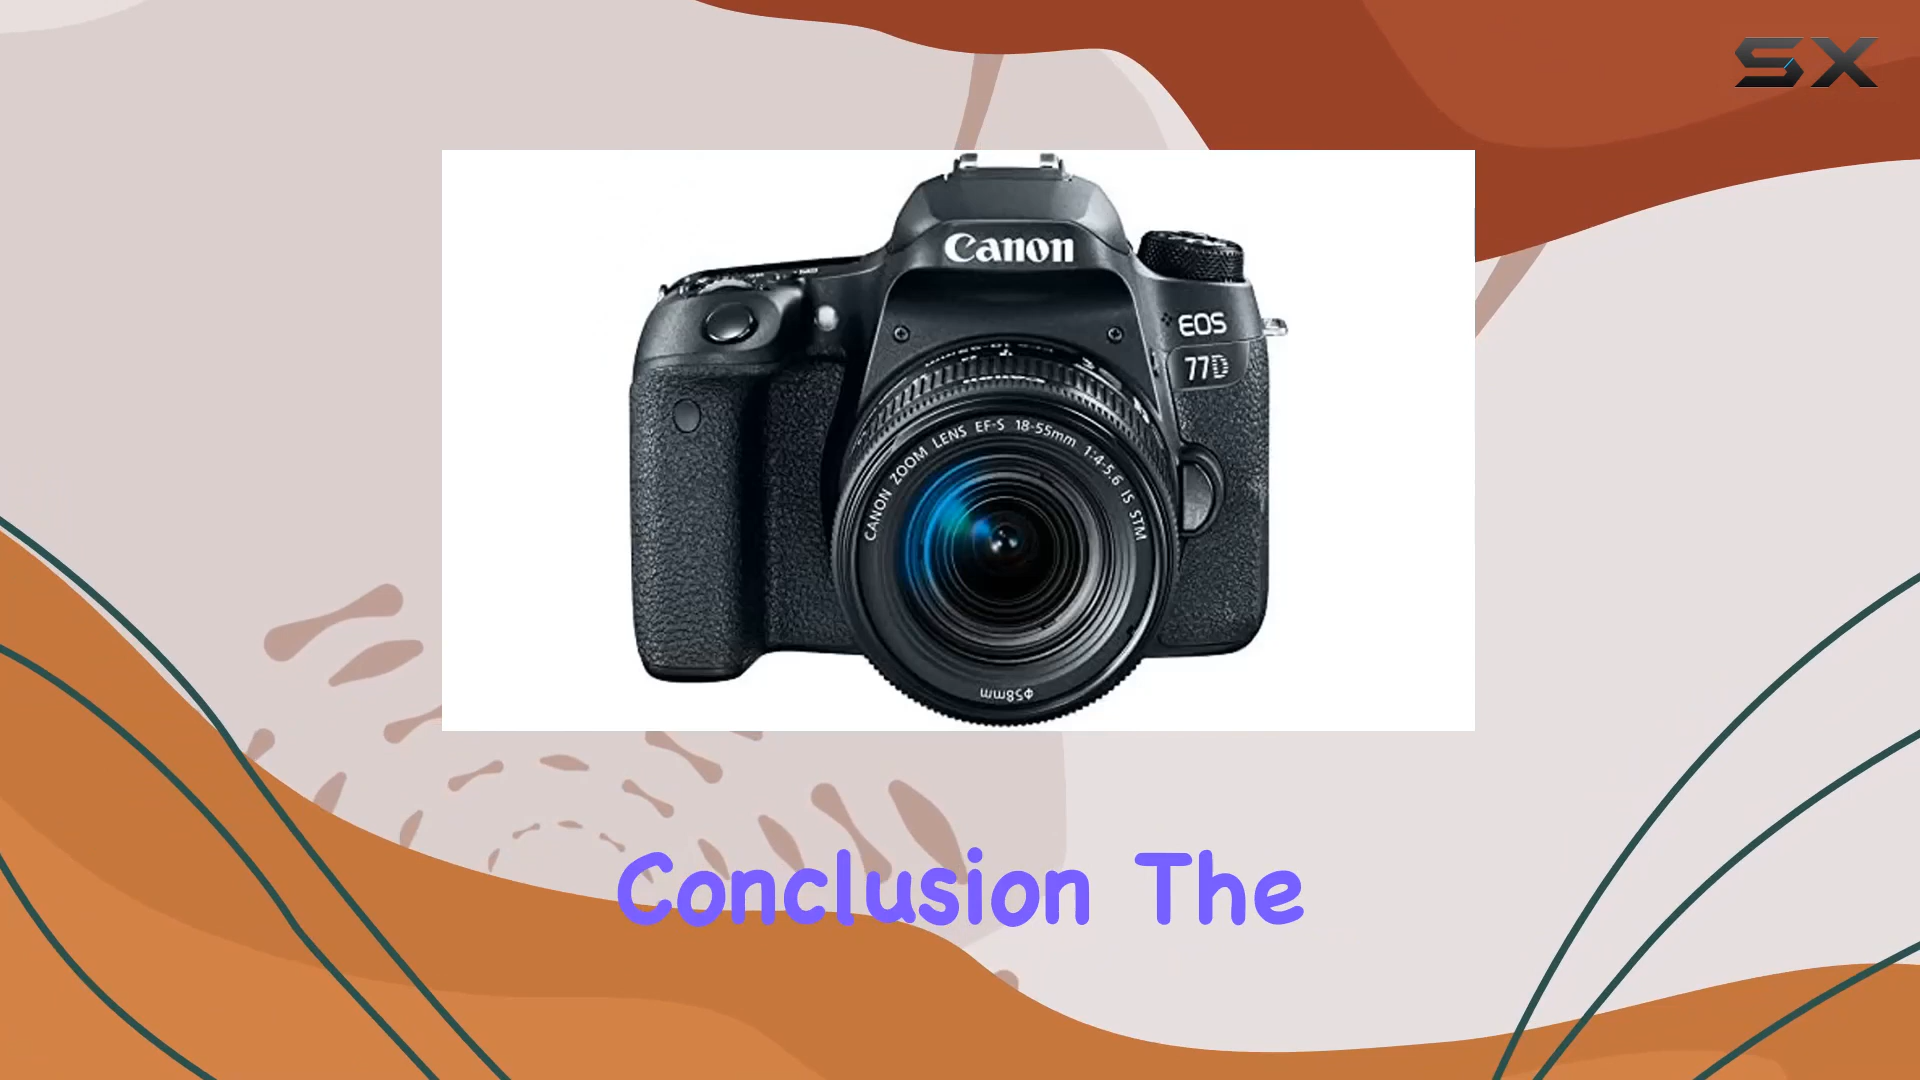 SX
Canon
EOS
77D
CANON ZOOM LENS EF-S 18-55mm 1:4-5.6 IS STM
Φ58mm
Conclusion The